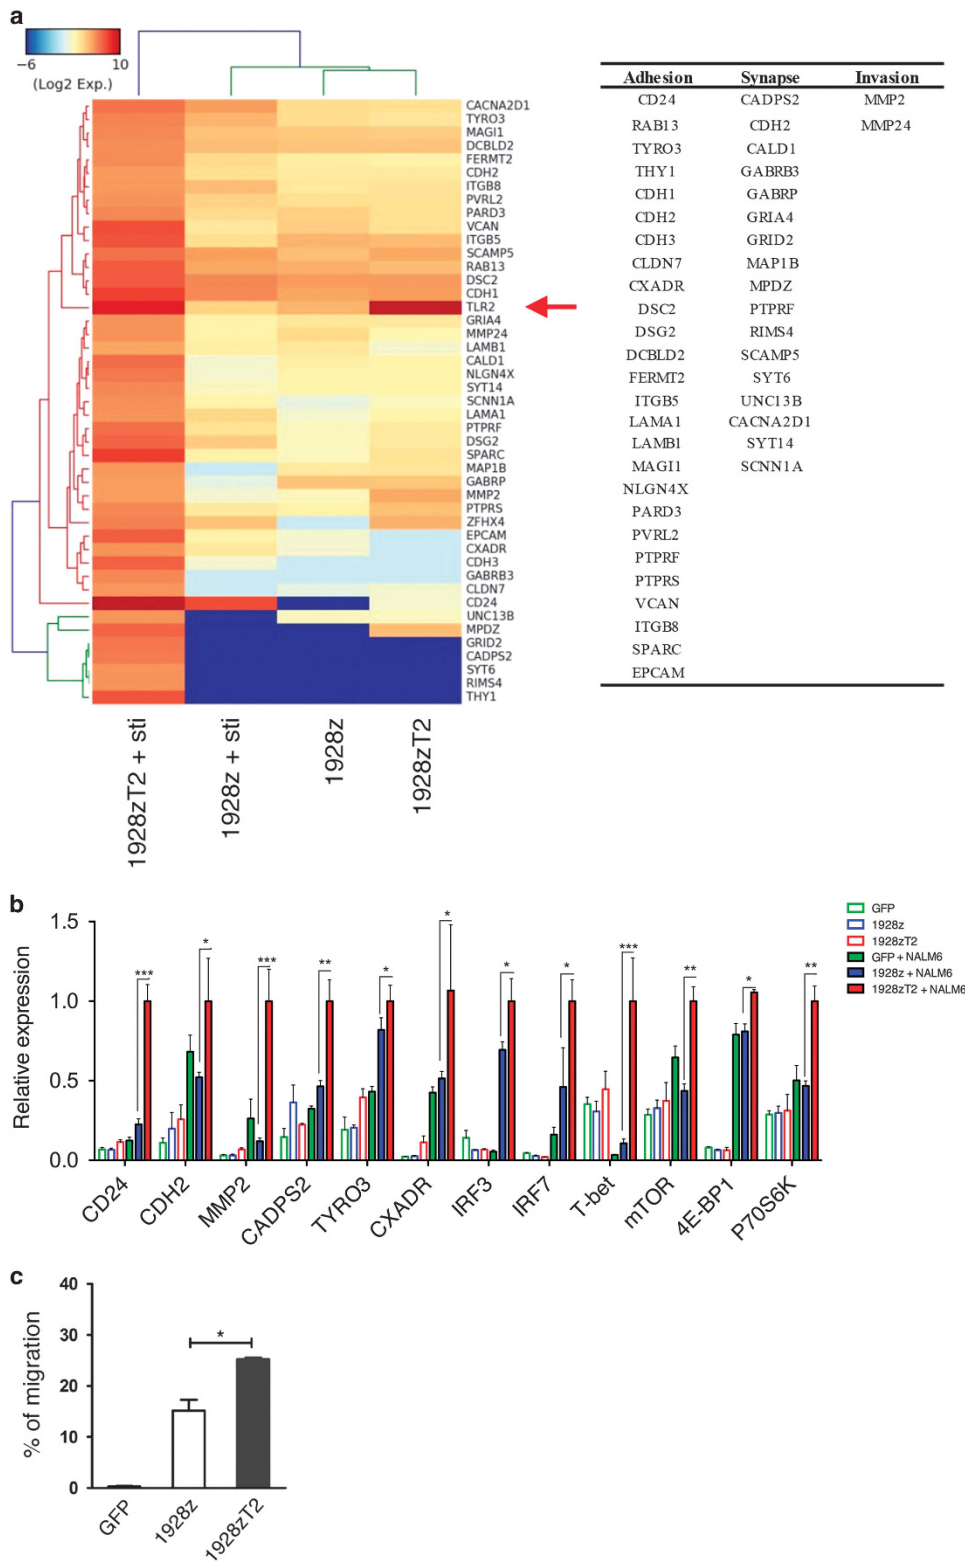 a
−6 10
(Log2 Exp.)
CACNA2D1
TYRO3
MAGI1
DCBLD2
FERMT2
CDH2
ITGB8
PVRL2
PARD3
VCAN
ITGB5
SCAMP5
RAB13
DSC2
CDH1
TLR2
GRIA4
MMP24
LAMB1
CALD1
NLGN4X
SYT14
SCNN1A
LAMA1
PTPRF
DSG2
SPARC
MAP1B
GABRP
MMP2
PTPRS
ZFHX4
EPCAM
CXADR
CDH3
GABRB3
CLDN7
CD24
UNC13B
MPDZ
GRID2
CADPS2
SYT6
RIMS4
THY1
1928zT2 + sti
1928z + sti
1928z
1928zT2
Adhesion Synapse Invasion
CD24 CADPS2 MMP2
RAB13 CDH2 MMP24
TYRO3 CALD1
THY1 GABRB3
CDH1 GABRP
CDH2 GRIA4
CDH3 GRID2
CLDN7 MAP1B
CXADR MPDZ
DSC2 PTPRF
DSG2 RIMS4
DCBLD2 SCAMP5
FERMT2 SYT6
ITGB5 UNC13B
LAMA1 CACNA2D1
LAMB1 SYT14
MAGI1 SCNN1A
NLGN4X
PARD3
PVRL2
PTPRF
PTPRS
VCAN
ITGB8
SPARC
EPCAM
b
Relative expression
1.5
1.0
0.5
0.0
*** * *** ** * * * * *** ** * **
CD24 CDH2 MMP2 CADPS2 TYRO3 CXADR IRF3 IRF7 T-bet mTOR 4E-BP1 P70S6K
GFP
1928z
1928zT2
GFP + NALM6
1928z + NALM6
1928zT2 + NALM6
c
% of migration
40
30
20
10
0
*
GFP 1928z 1928zT2